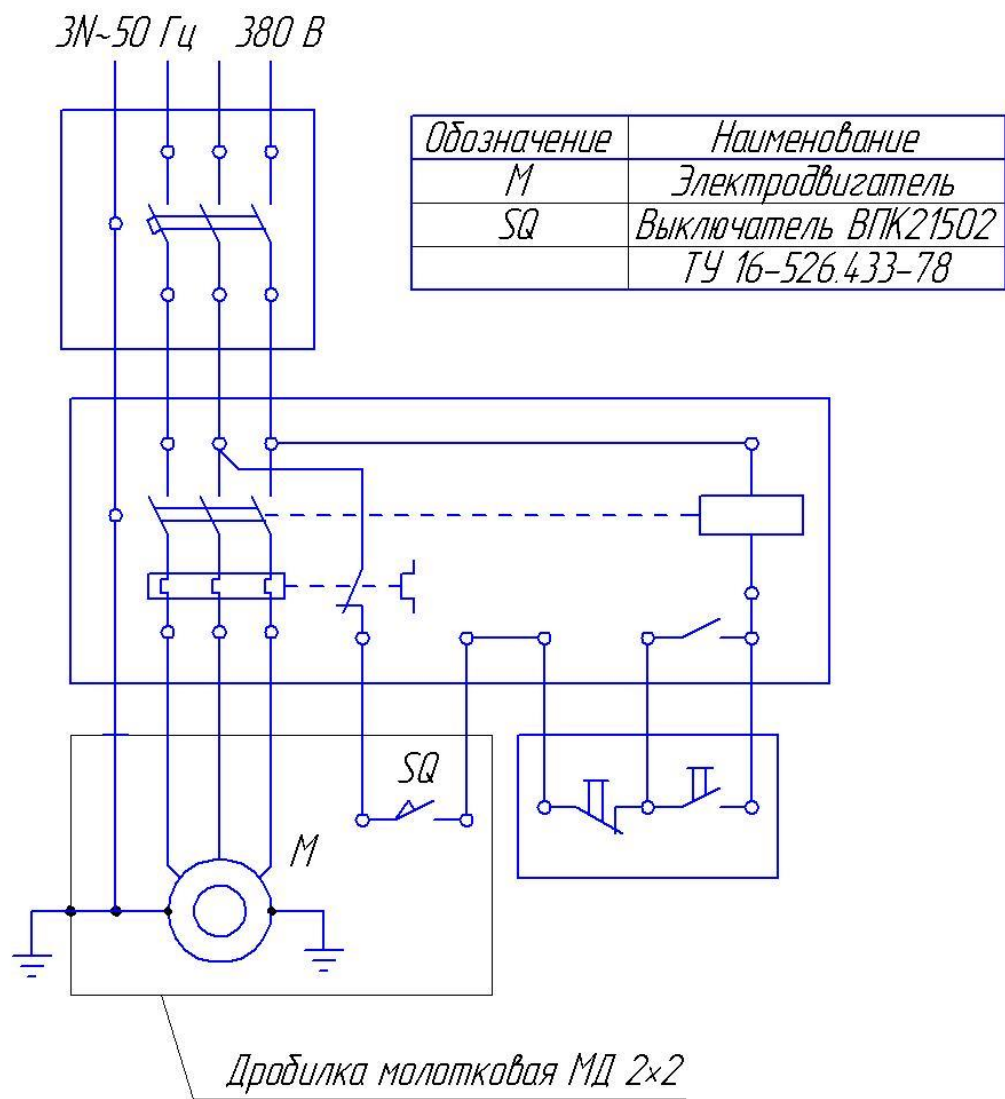 3N~50 Гц 380 В
Обозначение Наименование
М Электродвигатель
SQ Выключатель ВПК21502
ТУ 16-526.433-78
SQ
М
Дробилка молотковая МД 2×2